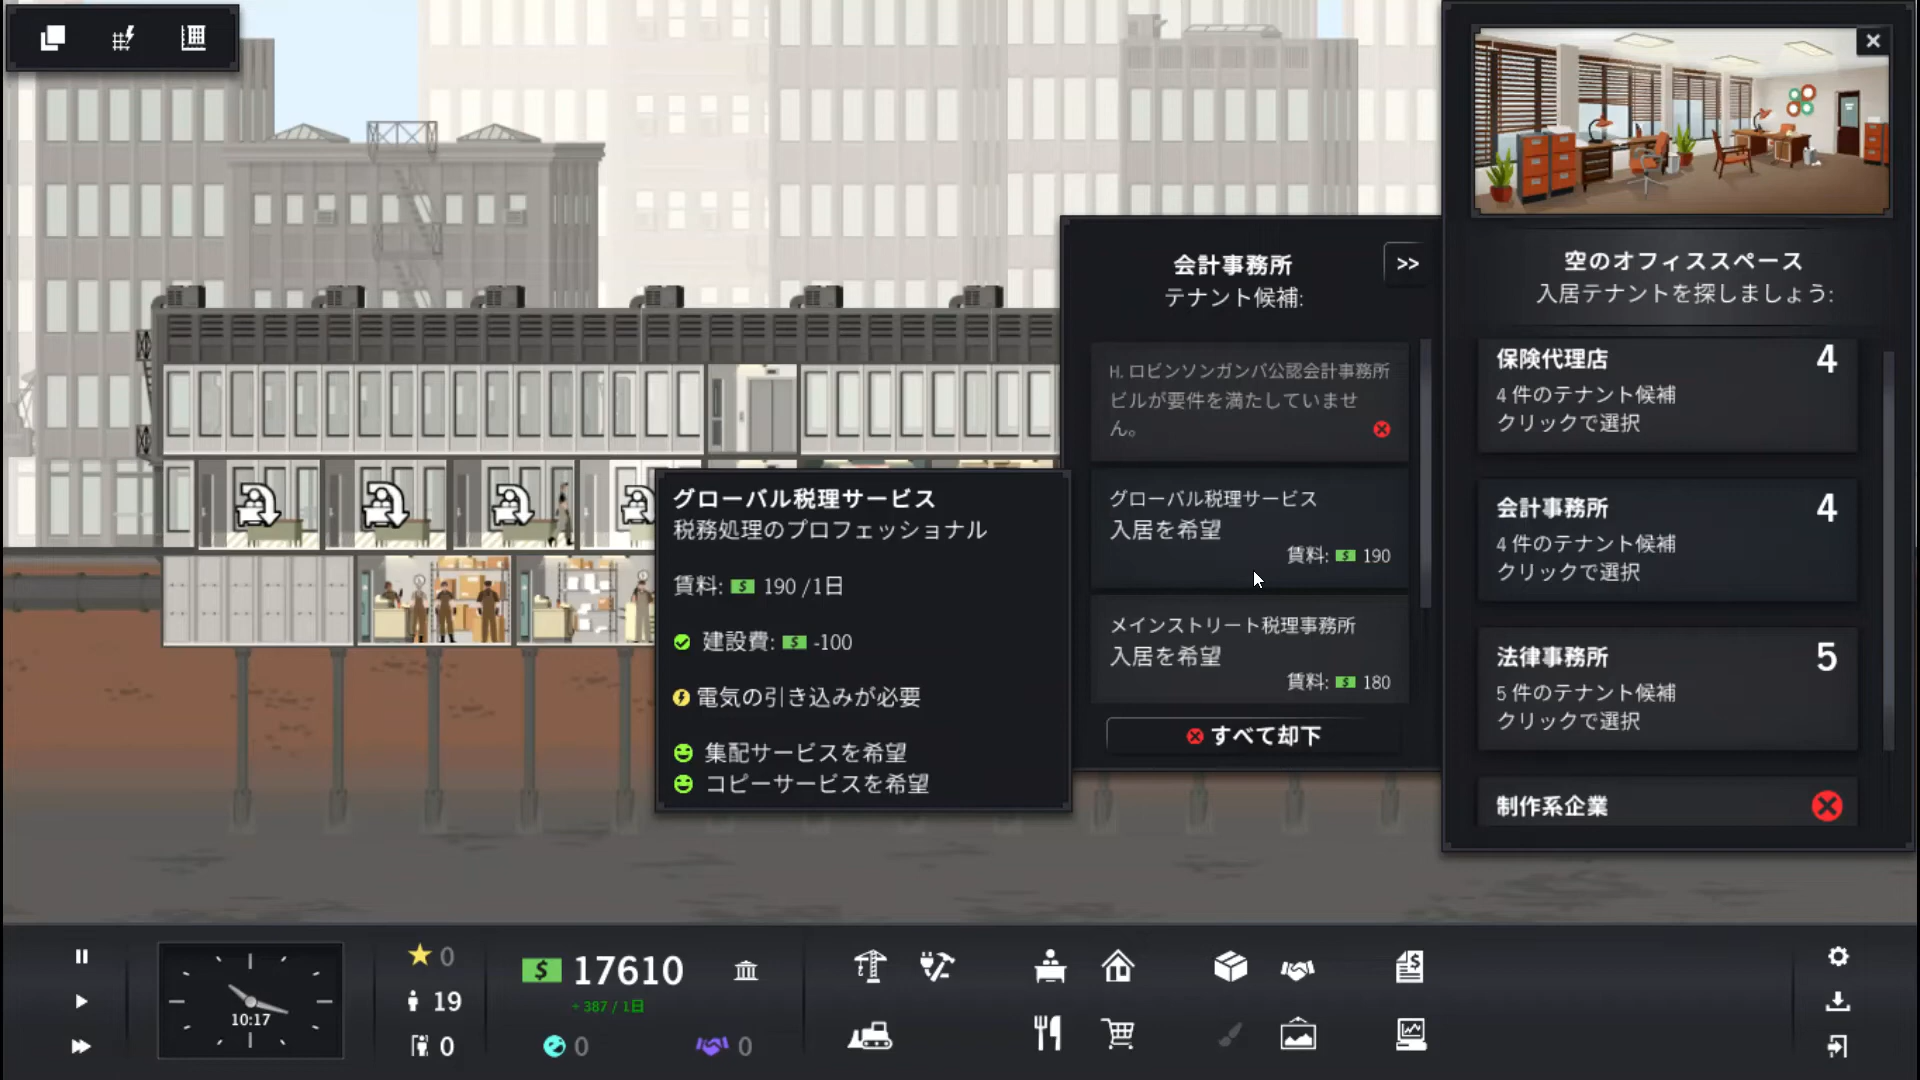 空のオフィススペース
入居テナントを探しましょう:
保険代理店 4
4 件のテナント候補
クリックで選択
会計事務所 4
4 件のテナント候補
クリックで選択
法律事務所 5
5 件のテナント候補
クリックで選択
制作系企業
会計事務所
テナント候補:
>>
H. ロビンソンガンバ公認会計事務所
ビルが要件を満たしていませ
ん。
グローバル税理サービス
入居を希望
賃料: $ 190
メインストリート税理事務所
入居を希望
賃料: $ 180
すべて却下
グローバル税理サービス
税務処理のプロフェッショナル
賃料: $ 190 /1日
建設費: $ -100
電気の引き込みが必要
集配サービスを希望
コピーサービスを希望
10:17
0
19
0
$ 17610
+ 387 / 1日
0
0